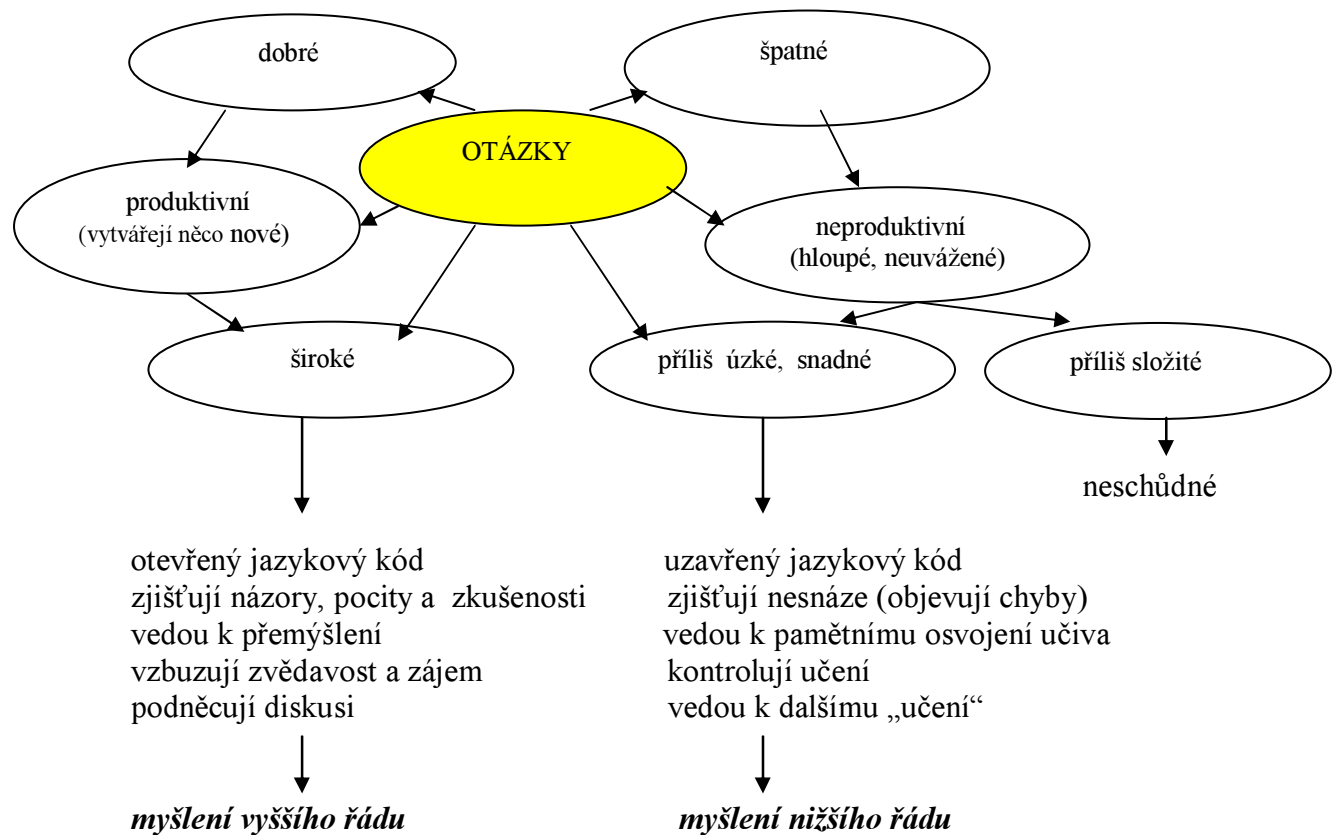 dobré
špatné
OTÁZKY
produktivní
(vytvářejí něco nové)
neproduktivní
(hloupé, neuvážené)
široké
příliš úzké, snadné
příliš složité
neschůdné
otevřený jazykový kód
zjišťují názory, pocity a zkušenosti
vedou k přemýšlení
vzbuzují zvědavost a zájem
podněcují diskusi
uzavřený jazykový kód
zjišťují nesnáze (objevují chyby)
vedou k pamětnímu osvojení učiva
kontrolují učení
vedou k dalšímu „učení“
myšlení vyššího řádu
myšlení nižšího řádu